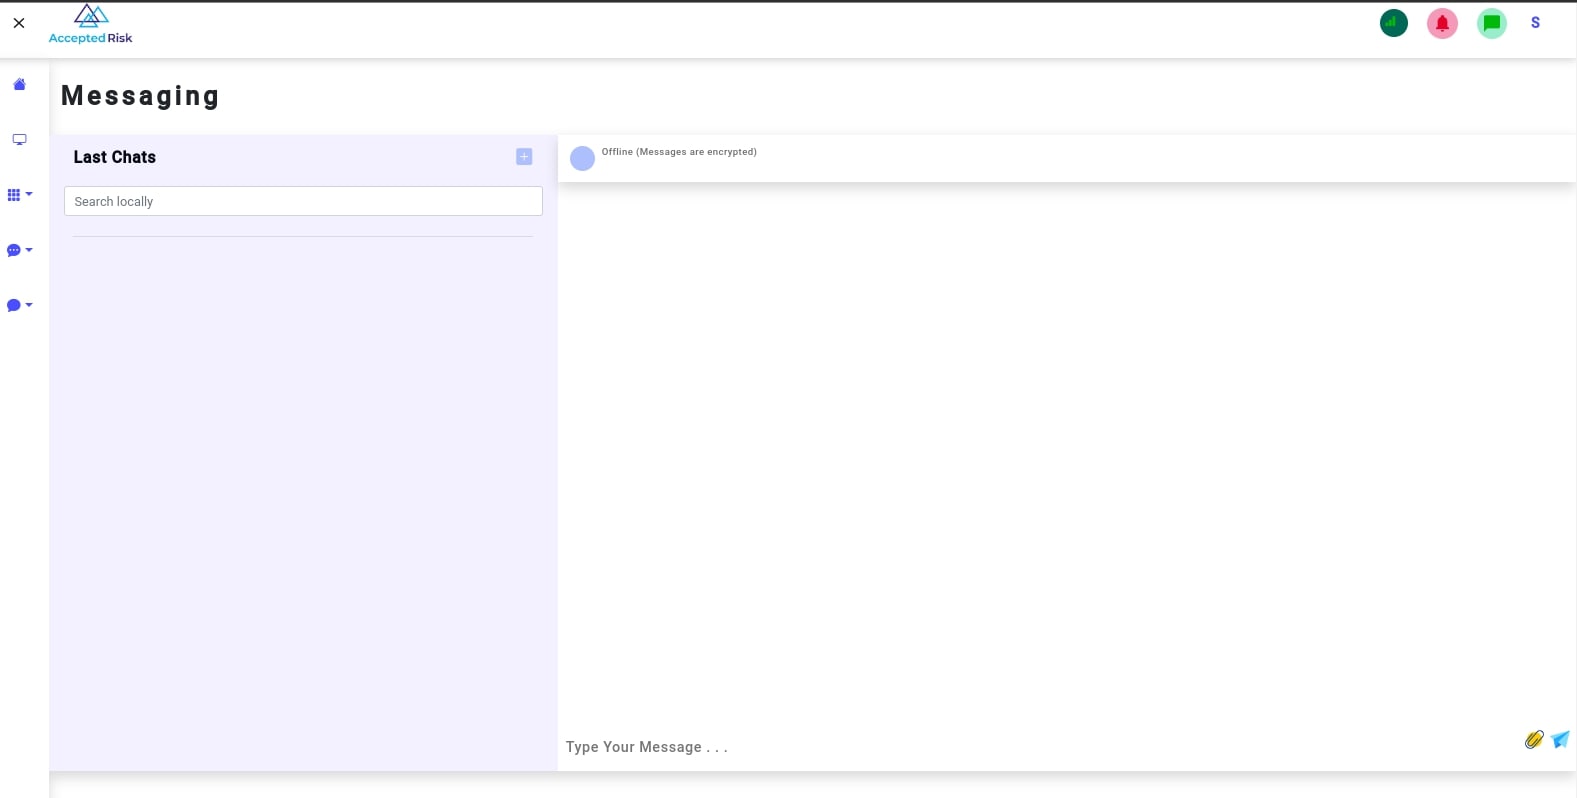 Accepted Risk
S
Messaging
Last Chats
Search locally
Offline (Messages are encrypted)
Type Your Message . . .